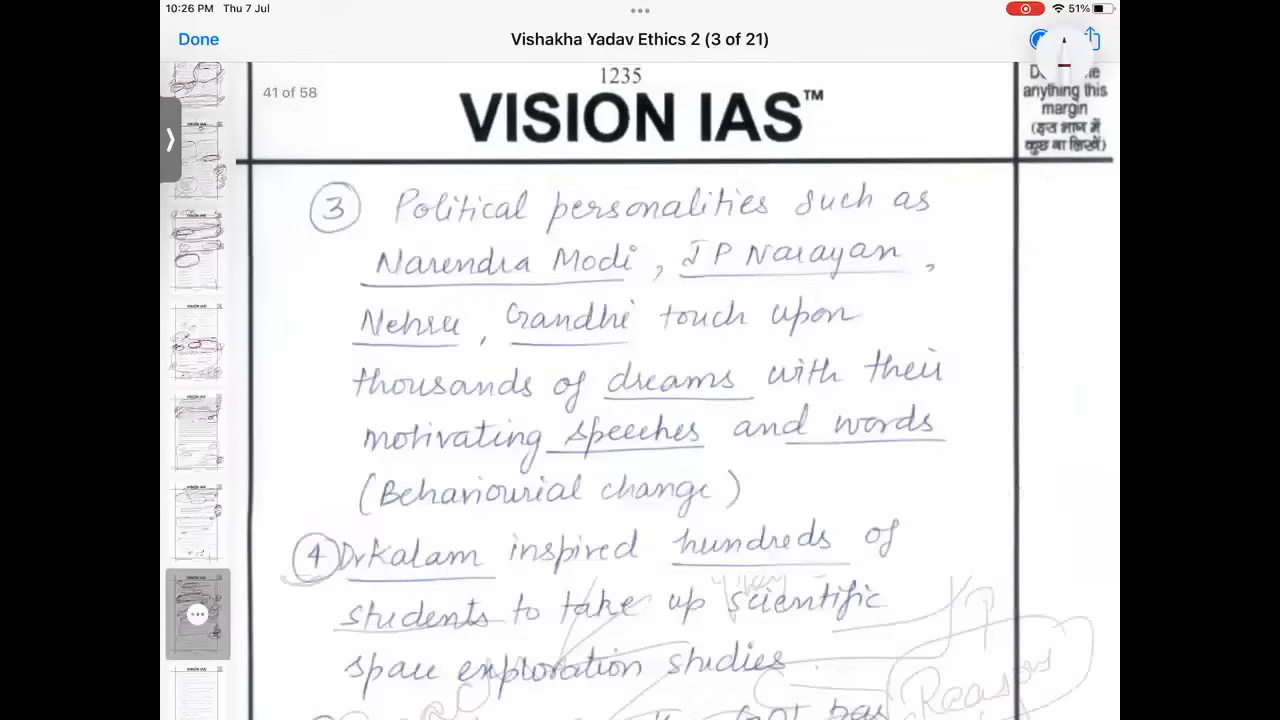 10:26 PM Thu 7 Jul
51%
Done
Vishakha Yadav Ethics 2 (3 of 21)
41 of 58
1235
VISION IAS™
anything this
margin
(इस भाग में
कुछ ना लिखें)
③ Political personalities such as
Narendra Modi, JP Narayan,
Nehru, Gandhi touch upon
thousands of dreams with their
motivating speeches and words
(Behaviourial change)
④ Dr Kalam inspired hundreds of
students to take up scientific
space exploration studies.
Reason